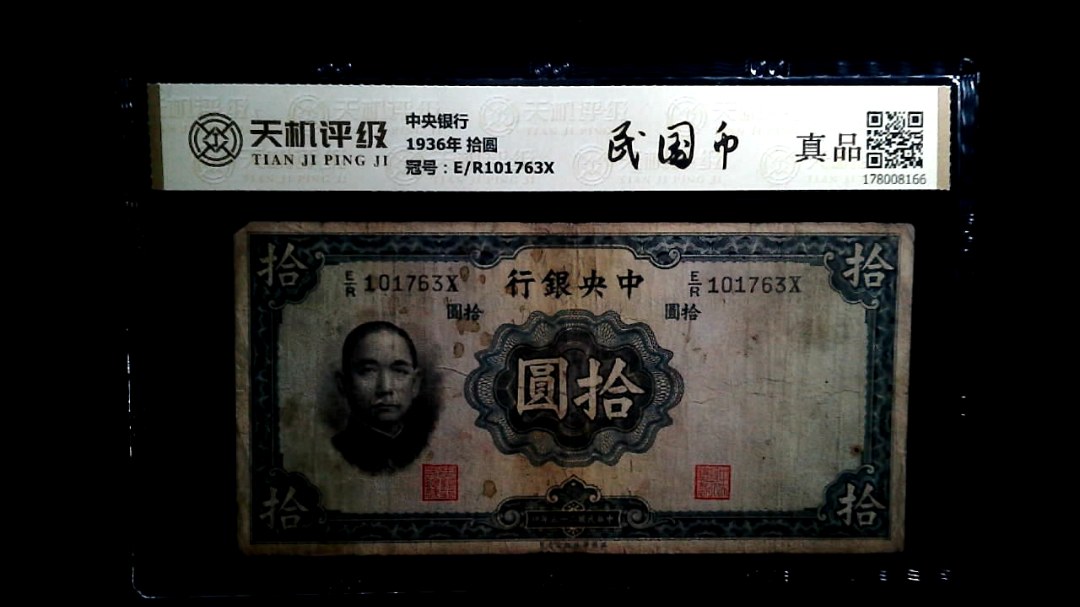 天机评级
TIAN JI PING JI
中央银行
1936年 拾圆
冠号：E/R101763X
民国币
真品
178008166
拾
拾
E/R 101763X
行銀央中
E/R 101763X
圓拾
圓拾
圓拾
拾
拾